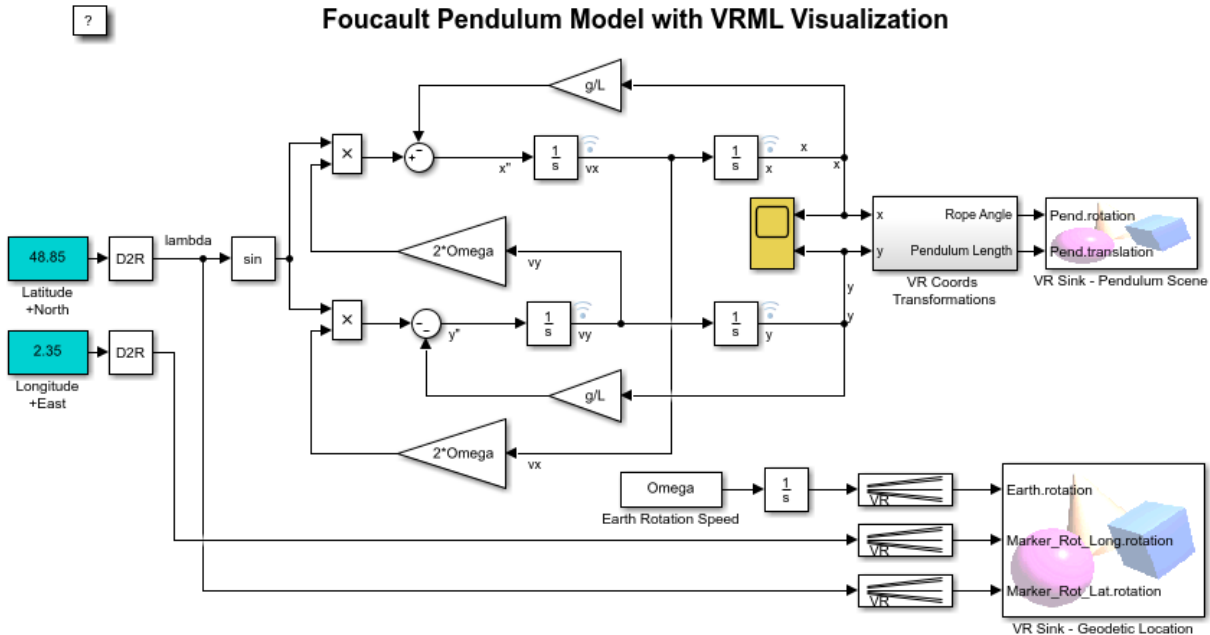 ?
Foucault Pendulum Model with VRML Visualization
g/L
×
+
−
x"
1
s
vx
1
s
x
x
x
2*Omega
vy
lambda
48.85
D2R
sin
Latitude
+North
x
Rope Angle
Pend.rotation
y
Pendulum Length
Pend.translation
VR Coords
Transformations
VR Sink - Pendulum Scene
y
y
×
−
−
y"
1
s
vy
1
s
y
2.35
D2R
Longitude
+East
g/L
2*Omega
vx
Omega
1
s
VR
Earth.rotation
Earth Rotation Speed
VR
Marker_Rot_Long.rotation
VR
Marker_Rot_Lat.rotation
VR Sink - Geodetic Location